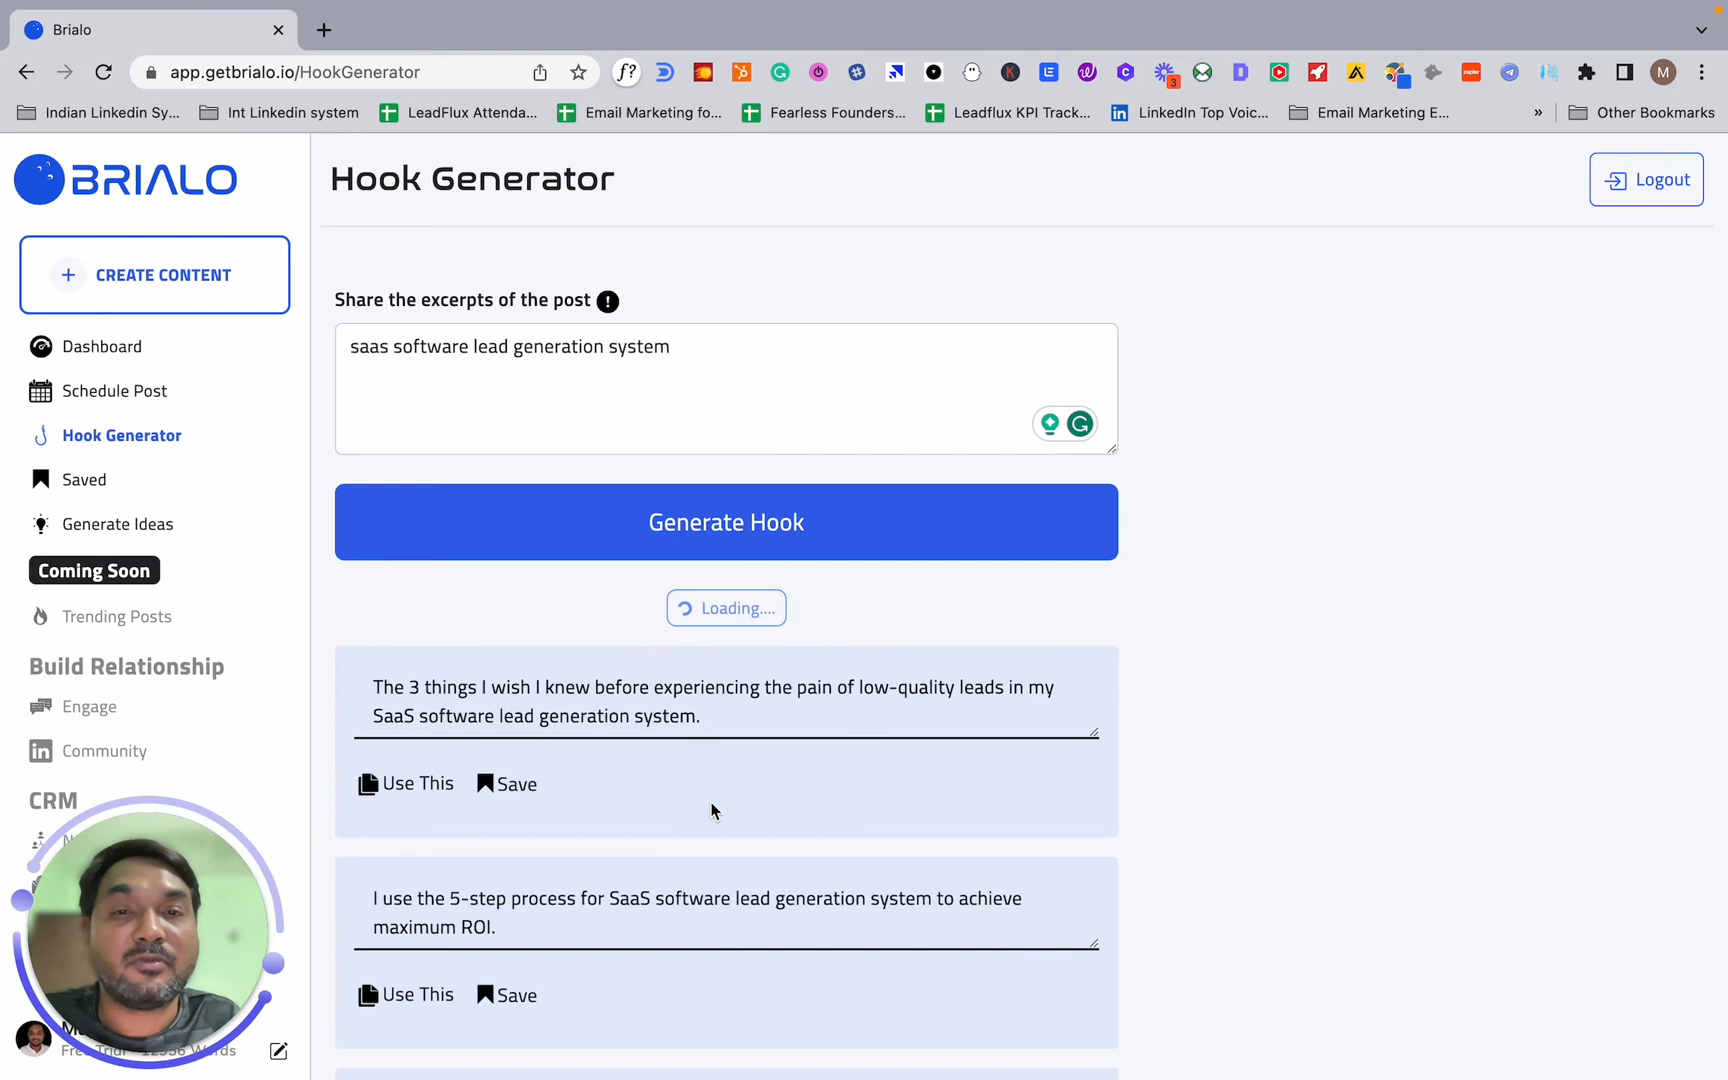 Brialo
app.getbrialo.io/HookGenerator
f?
3
M
Indian Linkedin Sy...
Int Linkedin system
LeadFlux Attenda...
Email Marketing fo...
Fearless Founders...
Leadflux KPI Track...
LinkedIn Top Voic...
Email Marketing E...
»
Other Bookmarks
BRIALO
Hook Generator
Logout
+ CREATE CONTENT
Dashboard
Schedule Post
Hook Generator
Saved
Generate Ideas
Coming Soon
Trending Posts
Build Relationship
Engage
Community
CRM
Share the excerpts of the post
saas software lead generation system
Generate Hook
Loading....
The 3 things I wish I knew before experiencing the pain of low-quality leads in my
SaaS software lead generation system.
Use This
Save
I use the 5-step process for SaaS software lead generation system to achieve
maximum ROI.
Use This
Save
Words